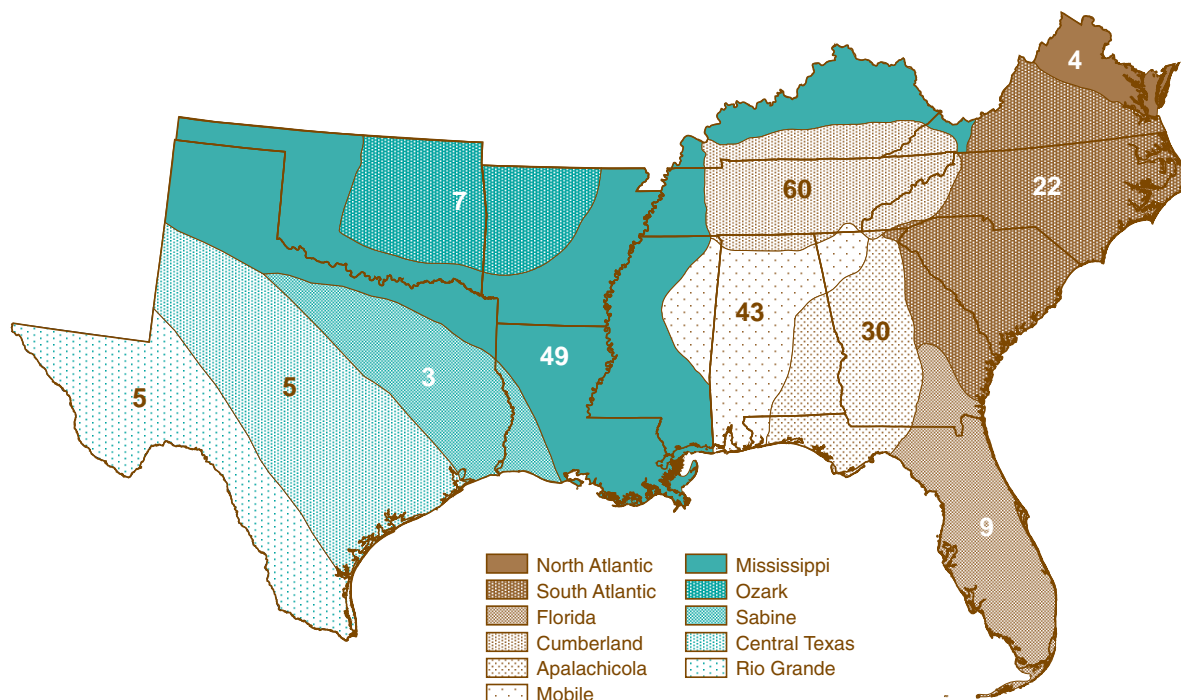 4
7
60
22
43
30
49
3
5
5
9
North Atlantic
South Atlantic
Florida
Cumberland
Apalachicola
Mobile
Mississippi
Ozark
Sabine
Central Texas
Rio Grande